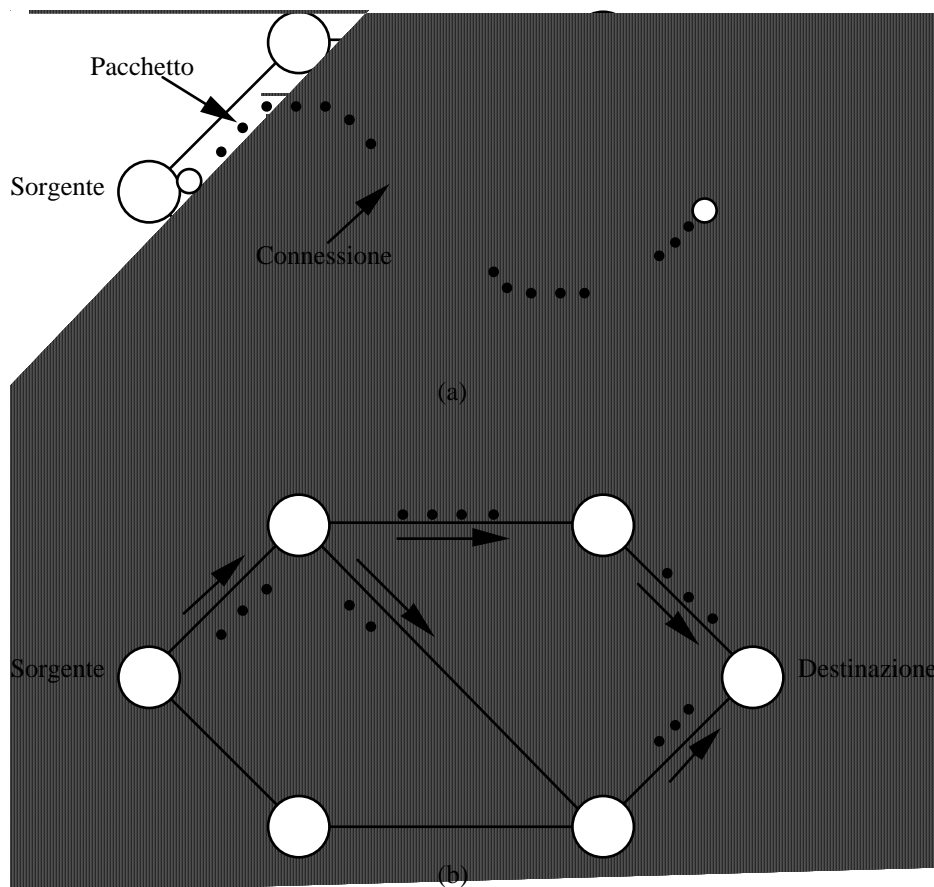 Pacchetto
Sorgente
Connessione
(a)
Sorgente
Destinazione
(b)